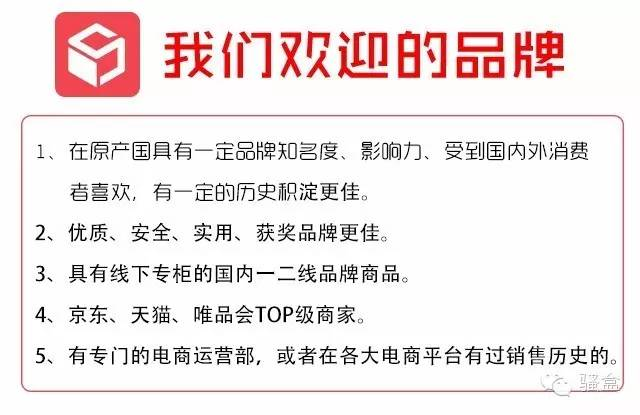 我们欢迎的品牌
1、在原产国具有一定品牌知名度、影响力、受到国内外消费
者喜欢，有一定的历史积淀更佳。
2、优质、安全、实用、获奖品牌更佳。
3、具有线下专柜的国内一二线品牌商品。
4、京东、天猫、唯品会TOP级商家。
5、有专门的电商运营部，或者在各大电商平台有过销售历史的。
骚盒